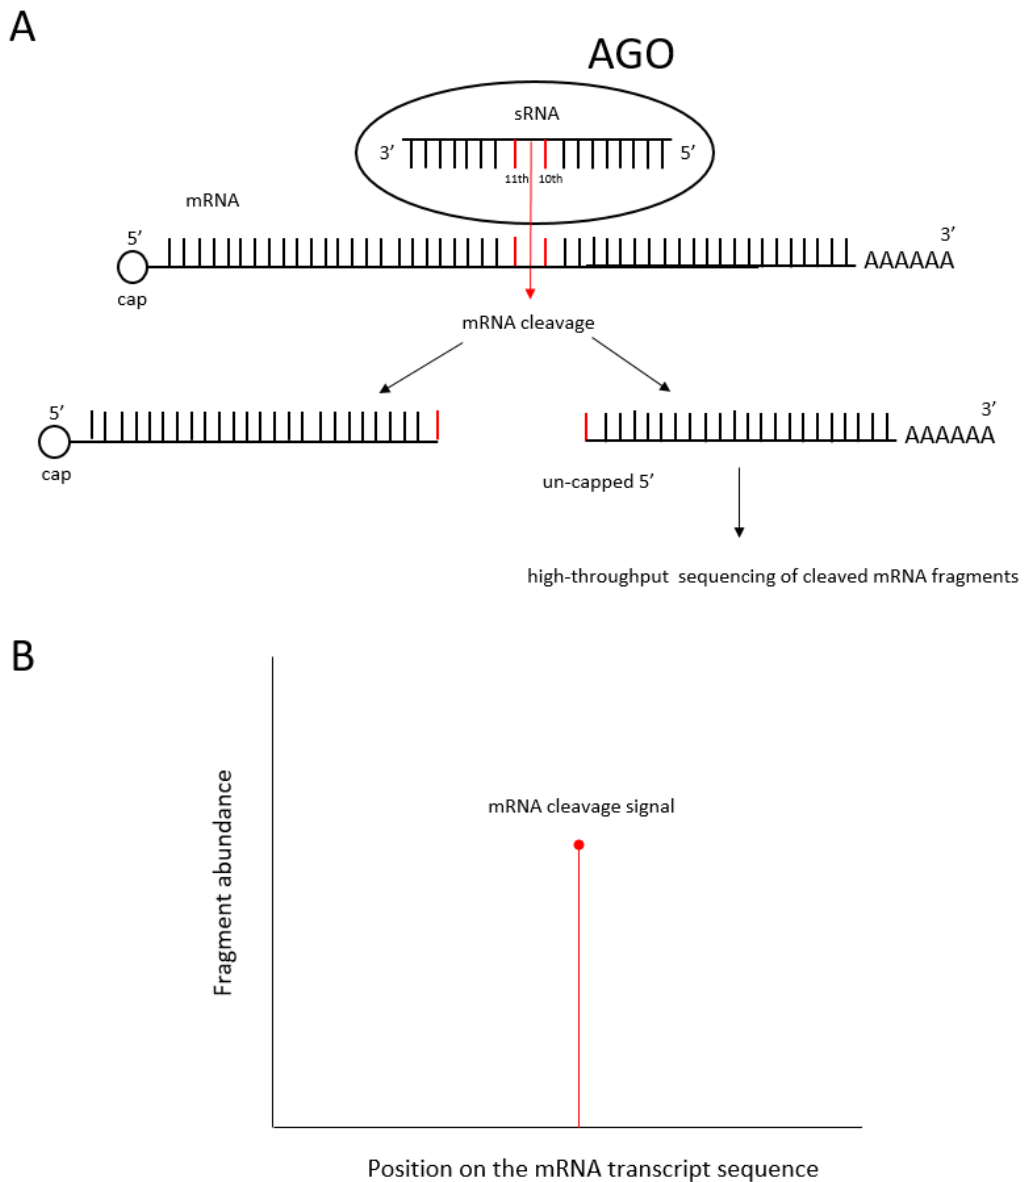 A
AGO
sRNA
3’ 5’
11th 10th
mRNA
5’ 3’
AAAAAA
cap
mRNA cleavage
5’ 3’
AAAAAA
cap
un-capped 5’
high-throughput sequencing of cleaved mRNA fragments
B
mRNA cleavage signal
Fragment abundance
Position on the mRNA transcript sequence